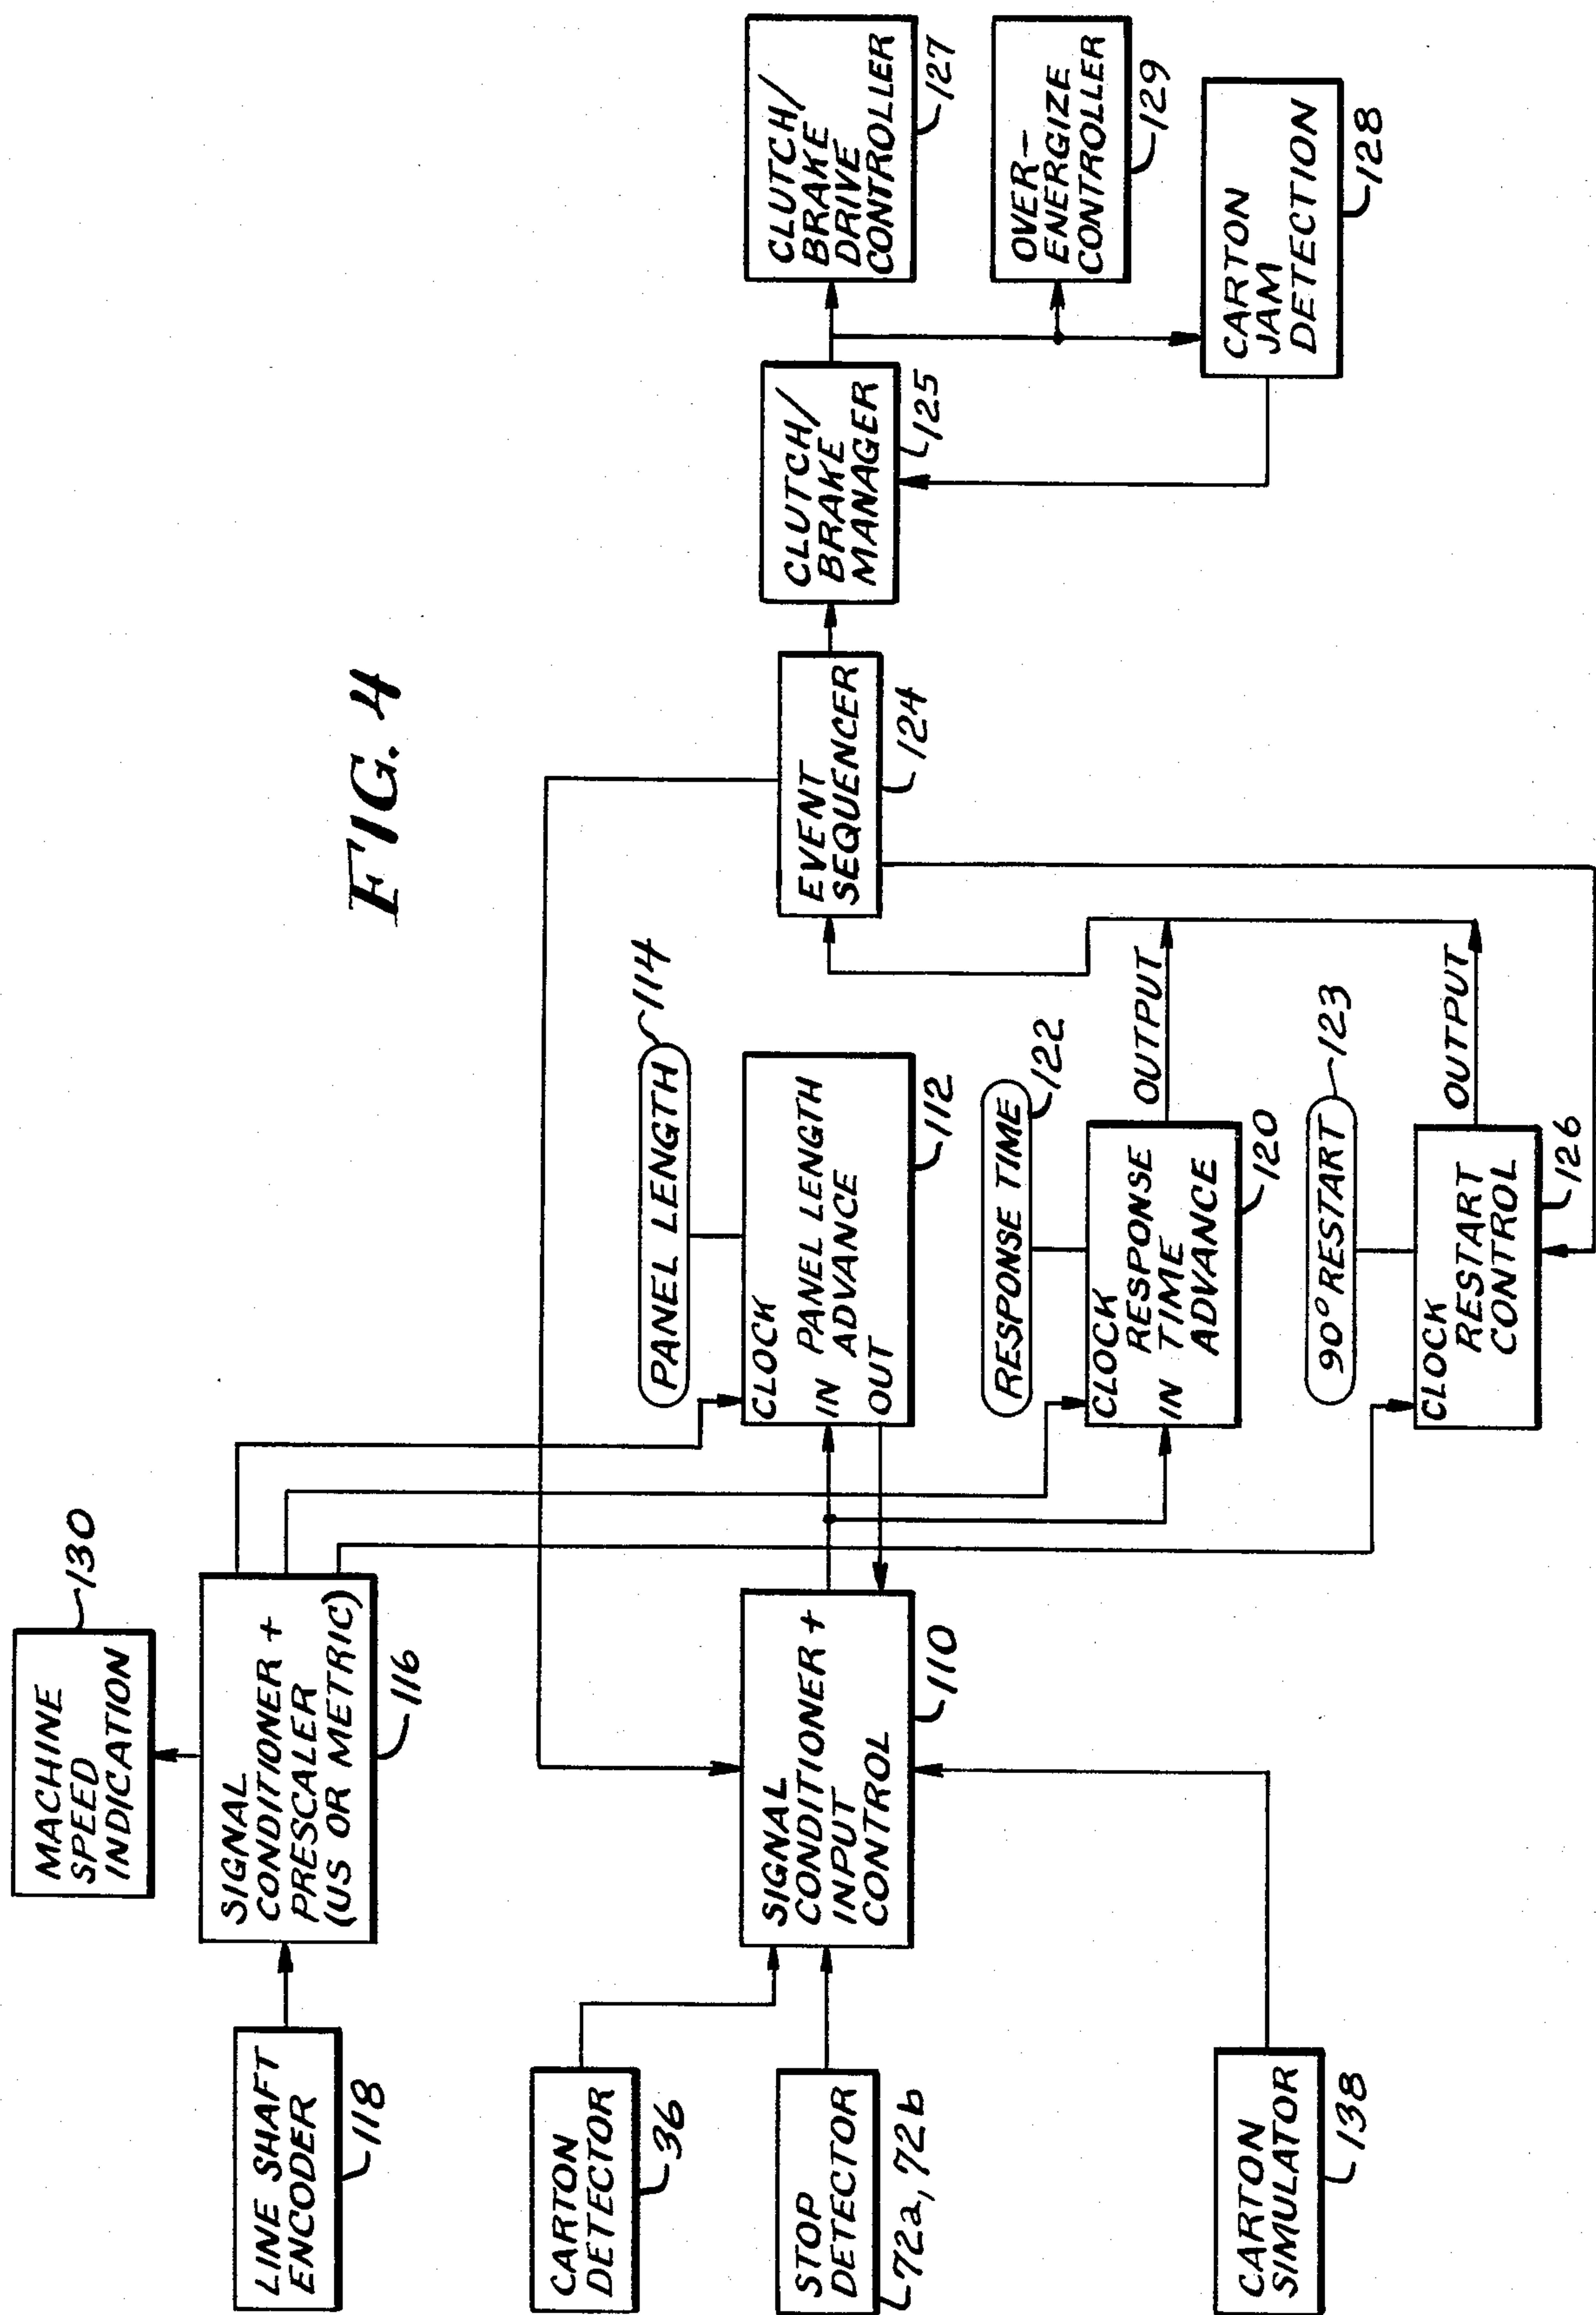 FIG. 4
MACHINE
SPEED
INDICATION
130
LINE SHAFT
ENCODER
118
SIGNAL
CONDITIONER +
PRESCALER
(US OR METRIC)
116
CARTON
DETECTOR
36
STOP
DETECTOR
72a, 72b
CARTON
SIMULATOR
138
SIGNAL
CONDITIONER +
INPUT
CONTROL
110
PANEL LENGTH
114
CLOCK
IN PANEL LENGTH
ADVANCE
OUT
112
RESPONSE TIME
122
CLOCK
RESPONSE
IN TIME
ADVANCE
120
OUTPUT
90° RESTART
123
CLOCK
RESTART
CONTROL
126
OUTPUT
EVENT
SEQUENCER
124
CLUTCH/
BRAKE
MANAGER
125
CLUTCH/
BRAKE
DRIVE
CONTROLLER
127
OVER-
ENERGIZE
CONTROLLER
129
CARTON
JAM
DETECTION
128